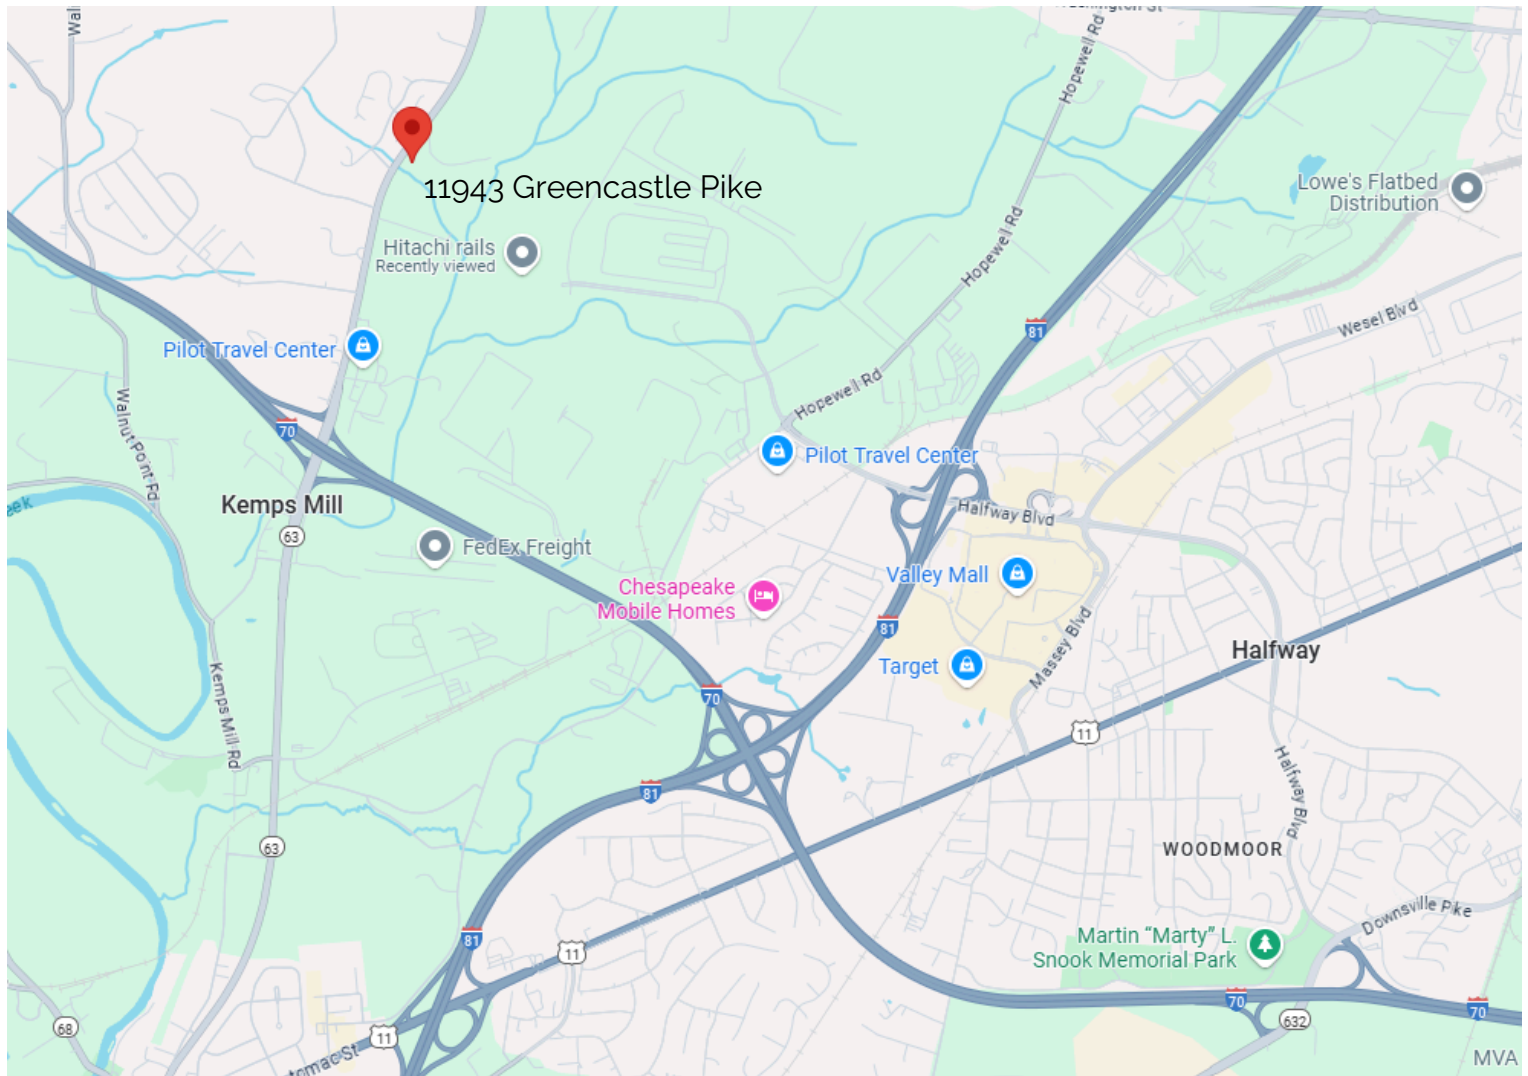 Hopewell Rd
11943 Greencastle Pike
Lowe's Flatbed
Distribution
Hitachi rails
Recently viewed
Hopewell Rd
81
Wesel Blvd
Pilot Travel Center
Hopewell Rd
Walnut Point Rd
70
Pilot Travel Center
Kemps Mill
Halfway Blvd
63
FedEx Freight
Valley Mall
Chesapeake
Mobile Homes
81
Massey Blvd
Halfway
Target
Kemps Mill Rd
70
11
81
Halfway Blvd
63
WOODMOOR
Downsville Pike
81
11
Martin “Marty” L.
Snook Memorial Park
70
70
632
68
11
MVA